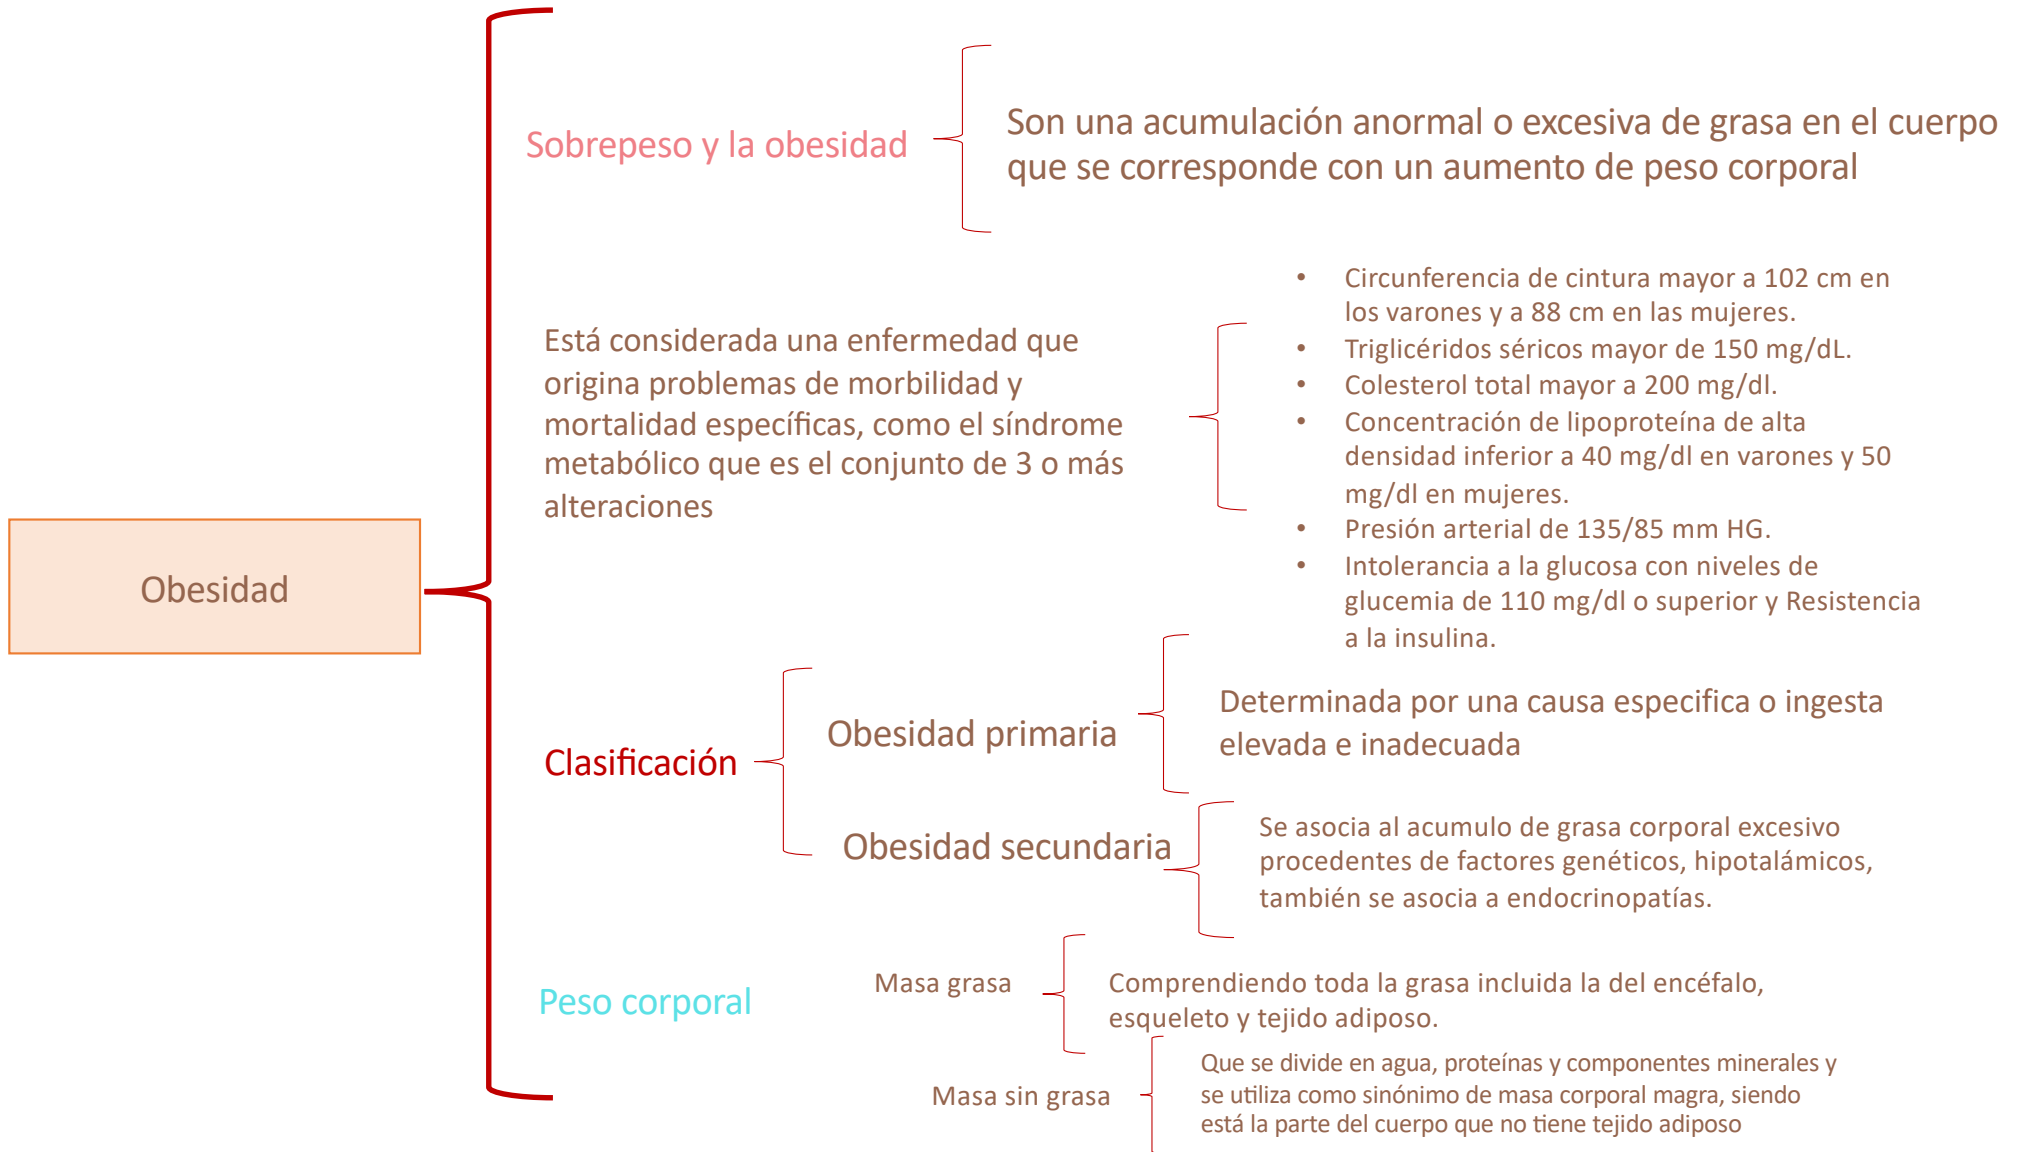 Obesidad
Sobrepeso y la obesidad
Son una acumulación anormal o excesiva de grasa en el cuerpo
que se corresponde con un aumento de peso corporal
Está considerada una enfermedad que
origina problemas de morbilidad y
mortalidad específicas, como el síndrome
metabólico que es el conjunto de 3 o más
alteraciones
• Circunferencia de cintura mayor a 102 cm en
los varones y a 88 cm en las mujeres.
• Triglicéridos séricos mayor de 150 mg/dL.
• Colesterol total mayor a 200 mg/dl.
• Concentración de lipoproteína de alta
densidad inferior a 40 mg/dl en varones y 50
mg/dl en mujeres.
• Presión arterial de 135/85 mm HG.
• Intolerancia a la glucosa con niveles de
glucemia de 110 mg/dl o superior y Resistencia
a la insulina.
Clasificación
Obesidad primaria
Determinada por una causa especifica o ingesta
elevada e inadecuada
Obesidad secundaria
Se asocia al acumulo de grasa corporal excesivo
procedentes de factores genéticos, hipotalámicos,
también se asocia a endocrinopatías.
Peso corporal
Masa grasa
Comprendiendo toda la grasa incluida la del encéfalo,
esqueleto y tejido adiposo.
Masa sin grasa
Que se divide en agua, proteínas y componentes minerales y
se utiliza como sinónimo de masa corporal magra, siendo
está la parte del cuerpo que no tiene tejido adiposo